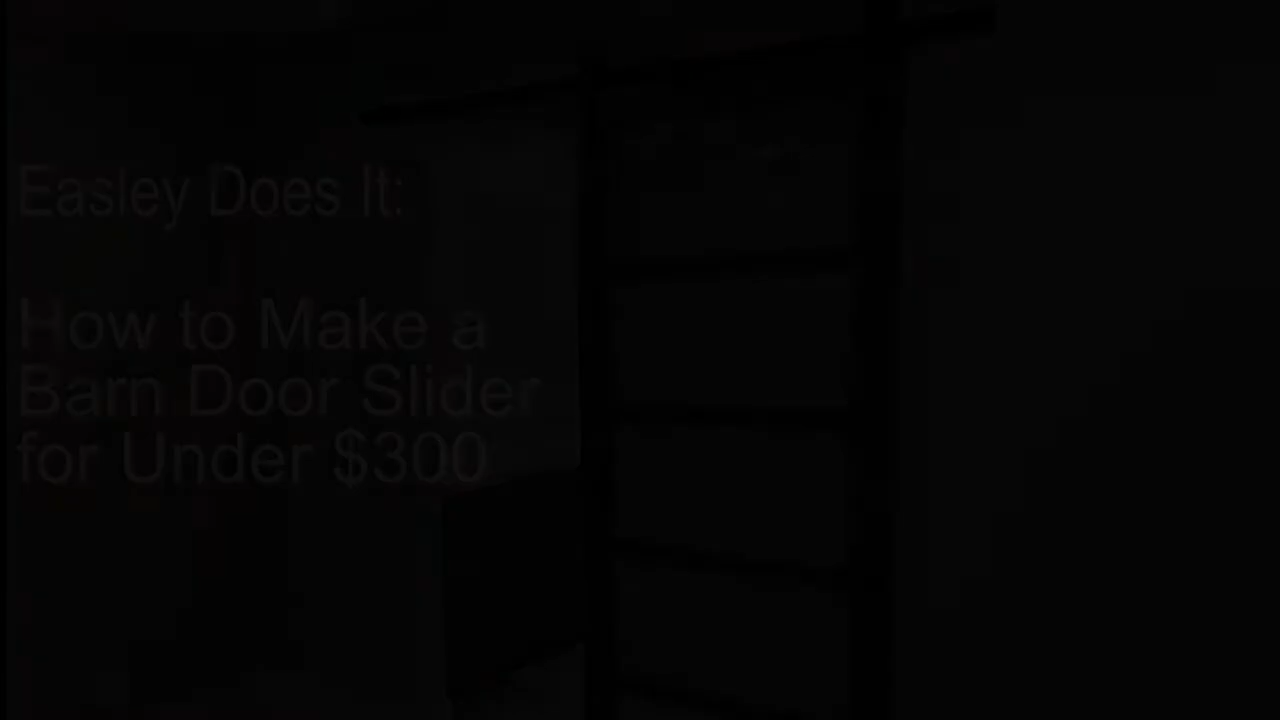 Easley Does It:
How to Make a
Barn Door Slider
for Under $300